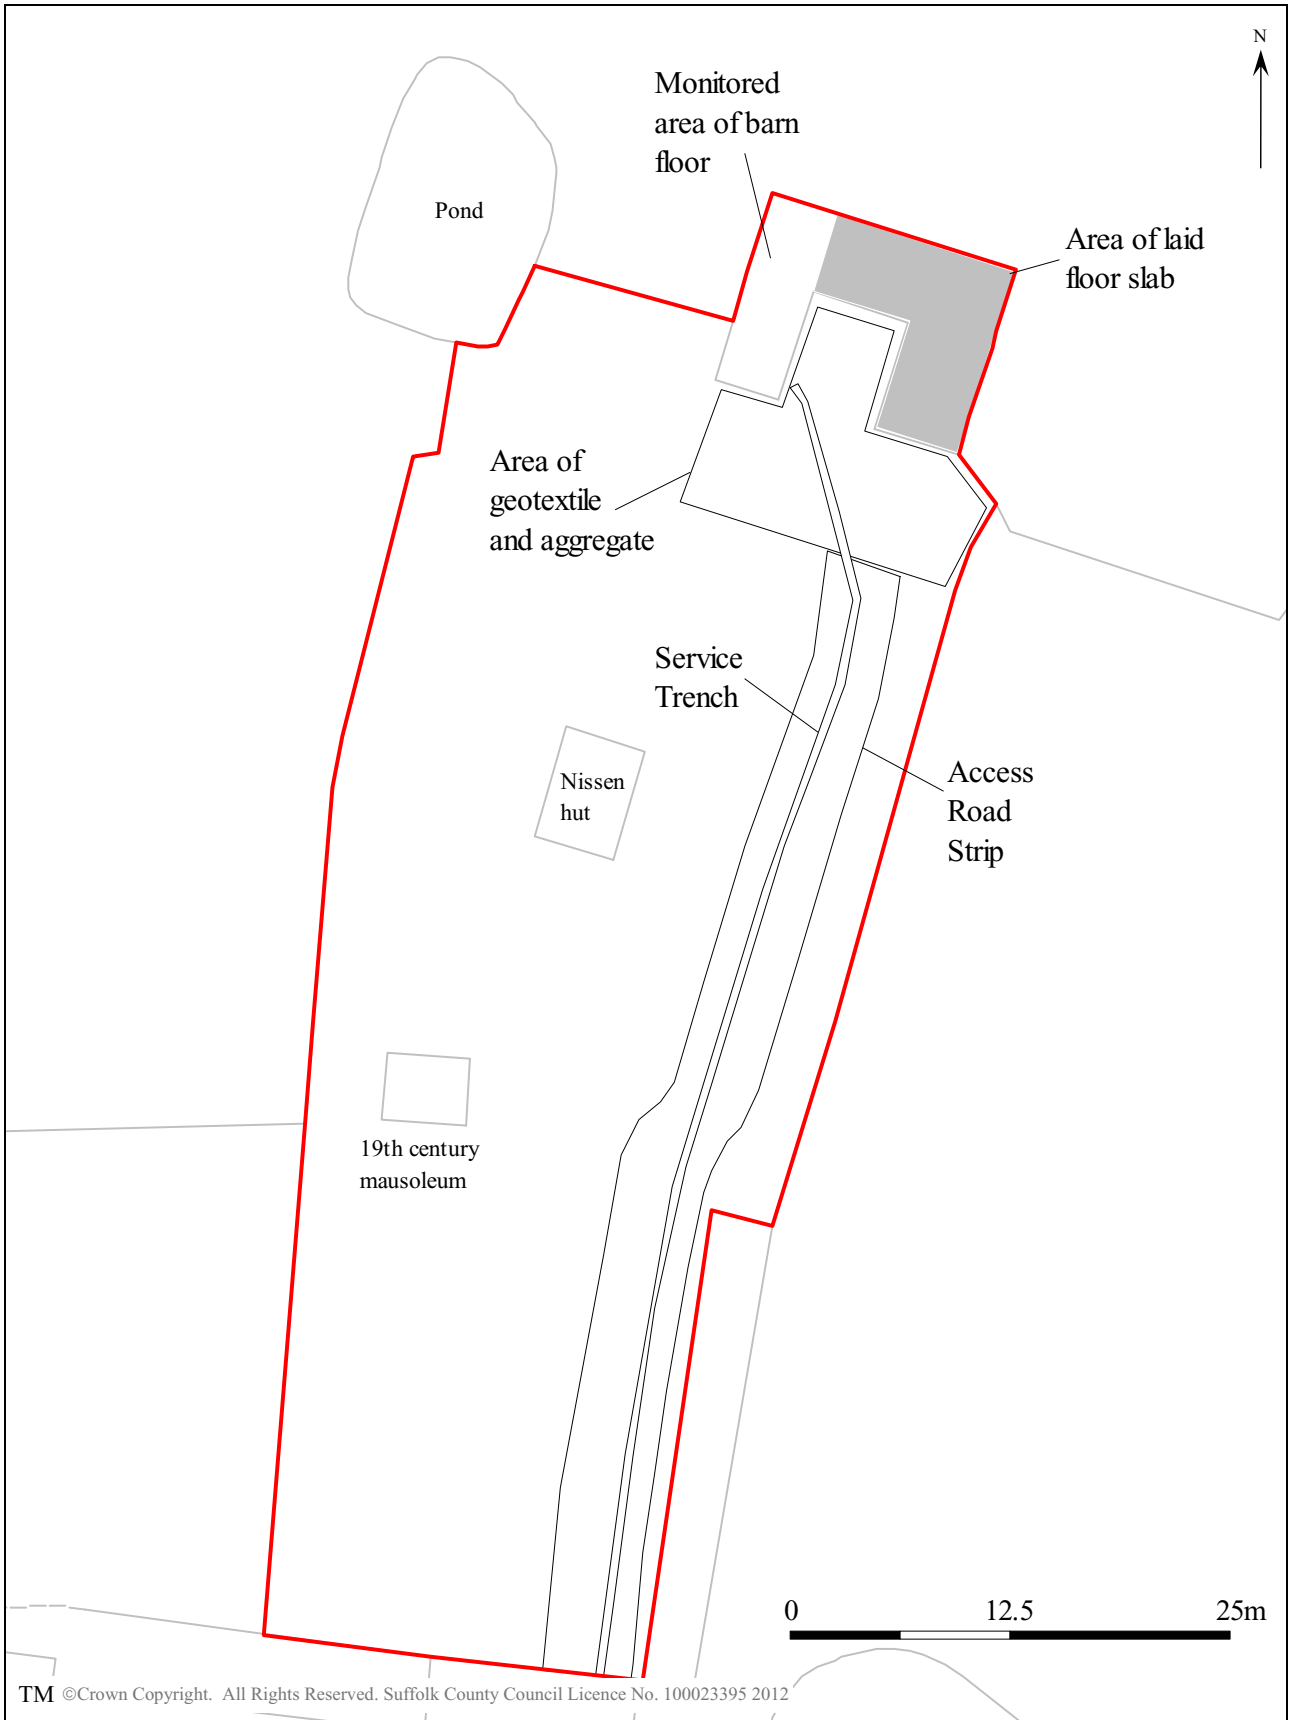 N
Monitored
area of barn
floor
Pond
Area of laid
floor slab
Area of
geotextile
and aggregate
Service
Trench
Access
Road
Strip
Nissen
hut
19th century
mausoleum
0 12.5 25m
TM ©Crown Copyright. All Rights Reserved. Suffolk County Council Licence No. 100023395 2012